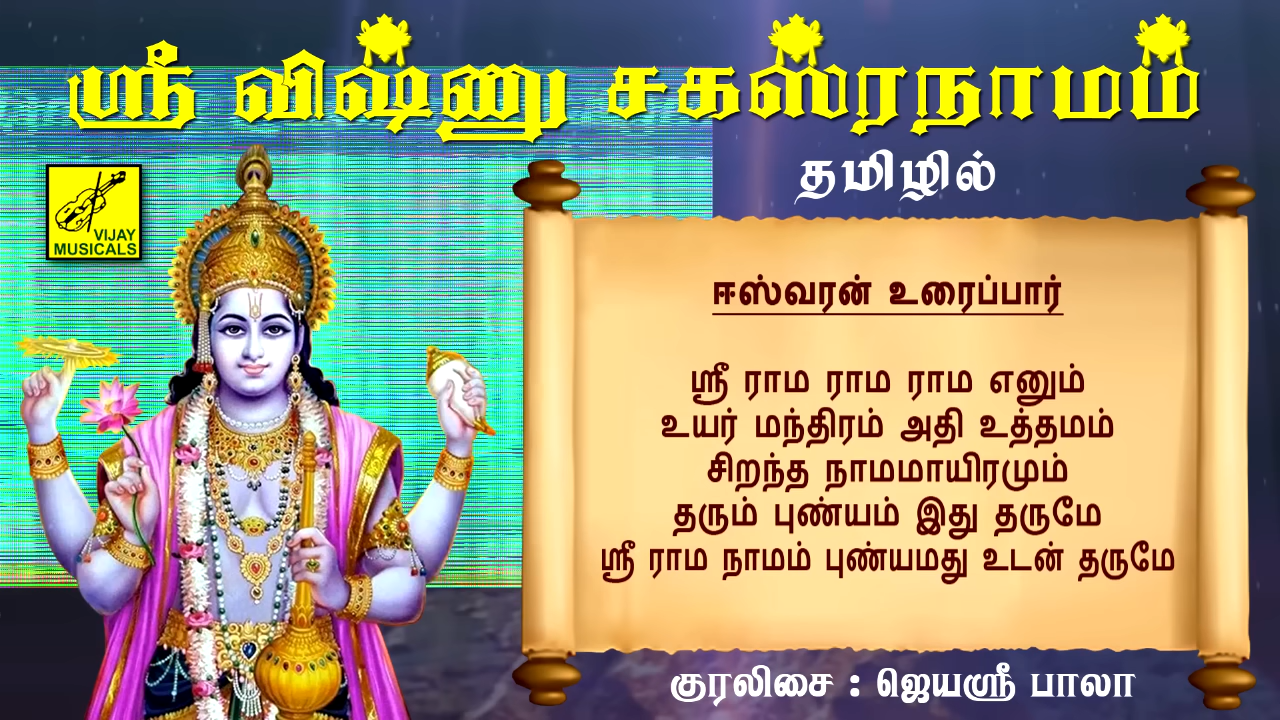 ஸ்ரீ விஷ்ணு சகஸ்ரநாமம்
தமிழில்
VIJAY
MUSICALS
ஈஸ்வரன் உரைப்பார்
ஸ்ரீ ராம ராம ராம எனும்
உயர் மந்திரம் அதி உத்தமம்
சிறந்த நாமமாயிரமும்
தரும் புண்யம் இது தருமே
ஸ்ரீ ராம நாமம் புண்யமது உடன் தருமே
குரலிசை : ஜெயஸ்ரீ பாலா